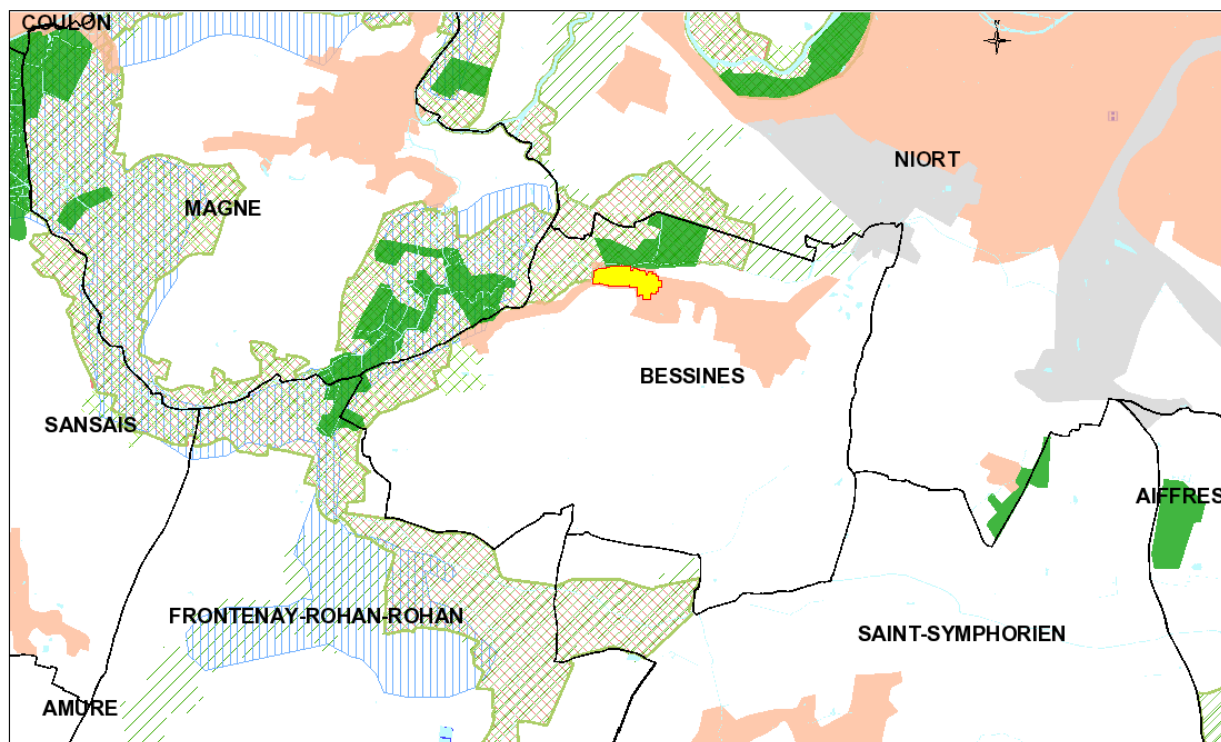 COULON
N
H
NIORT
MAGNE
BESSINES
SANSAIS
AIFFRES
FRONTENAY-ROHAN-ROHAN
SAINT-SYMPHORIEN
AMURE